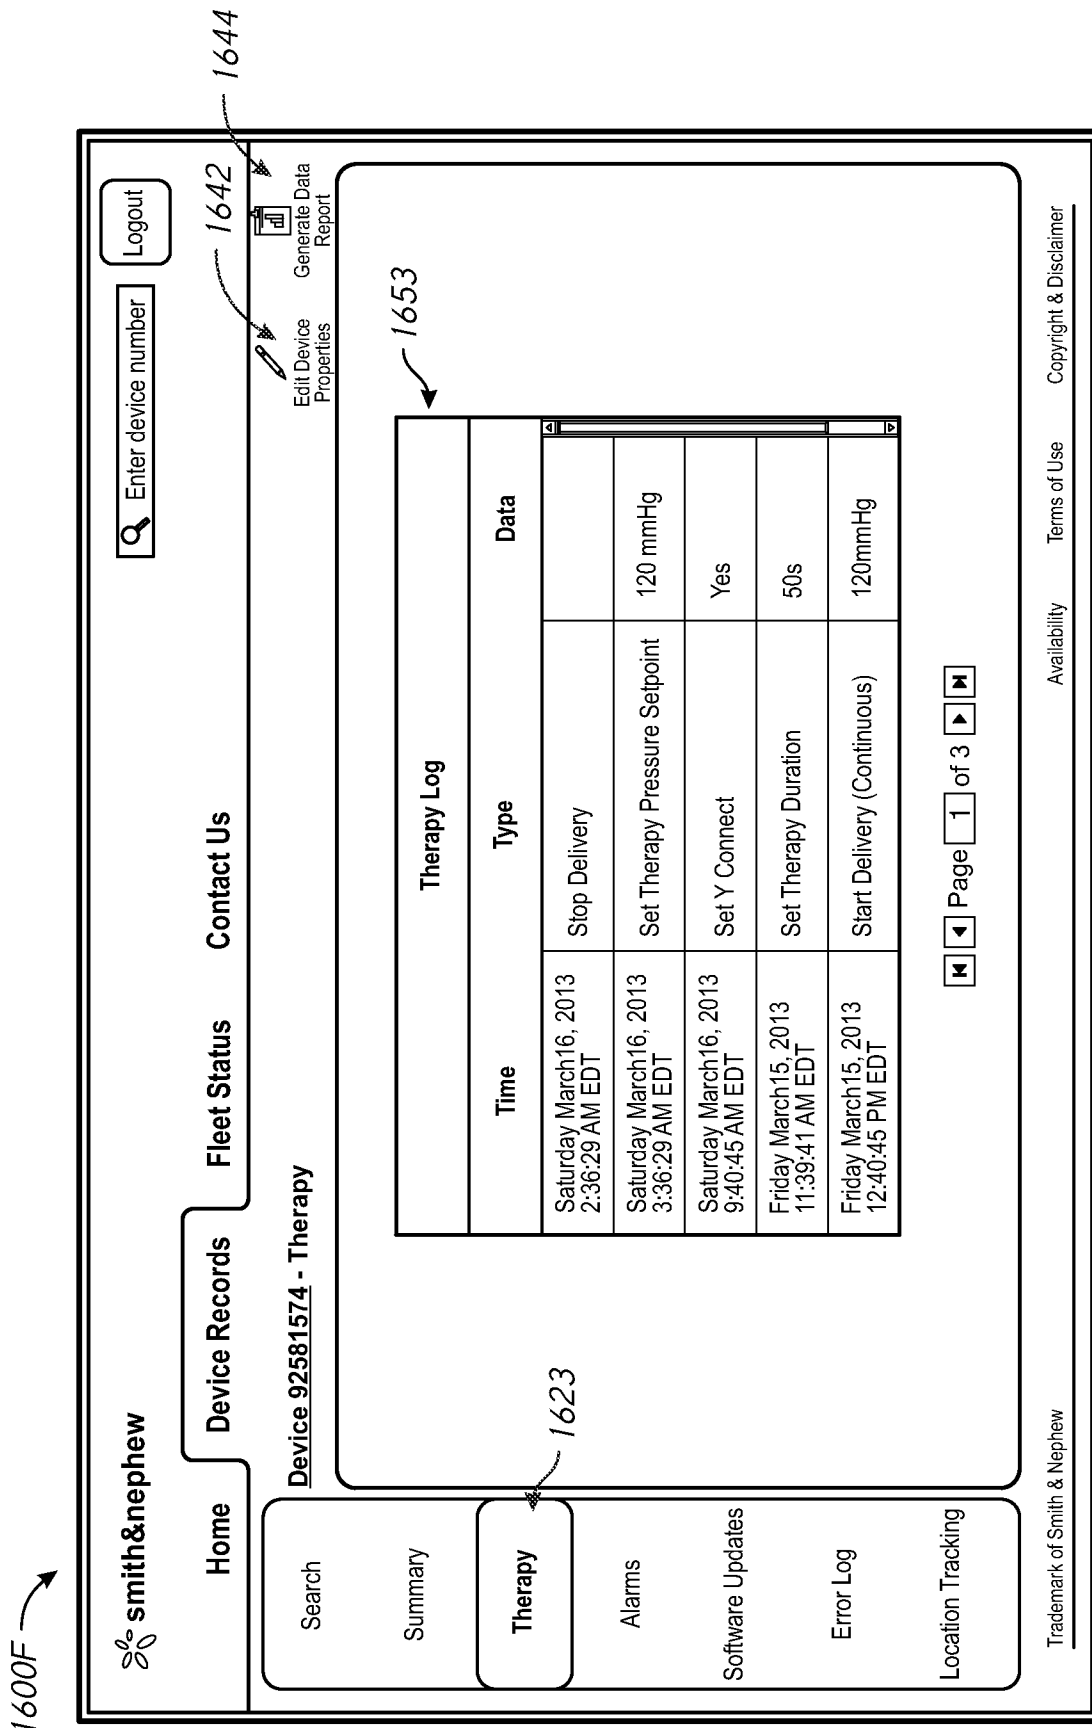 1600F
smith&nephew
Enter device number
Logout
Home
Device Records
Fleet Status
Contact Us
1642
1644
Device 92581574 - Therapy
Edit Device
Properties
Generate Data
Report
Search
Summary
Therapy
Alarms
Software Updates
Error Log
Location Tracking
1623
1653
Therapy Log
Time
Type
Data
Saturday March16, 2013
2:36:29 AM EDT
Stop Delivery
Saturday March16, 2013
3:36:29 AM EDT
Set Therapy Pressure Setpoint
120 mmHg
Saturday March16, 2013
9:40:45 AM EDT
Set Y Connect
Yes
Friday March15, 2013
11:39:41 AM EDT
Set Therapy Duration
50s
Friday March15, 2013
12:40:45 PM EDT
Start Delivery (Continuous)
120mmHg
Page 1 of 3
Trademark of Smith & Nephew
Availability
Terms of Use
Copyright & Disclaimer